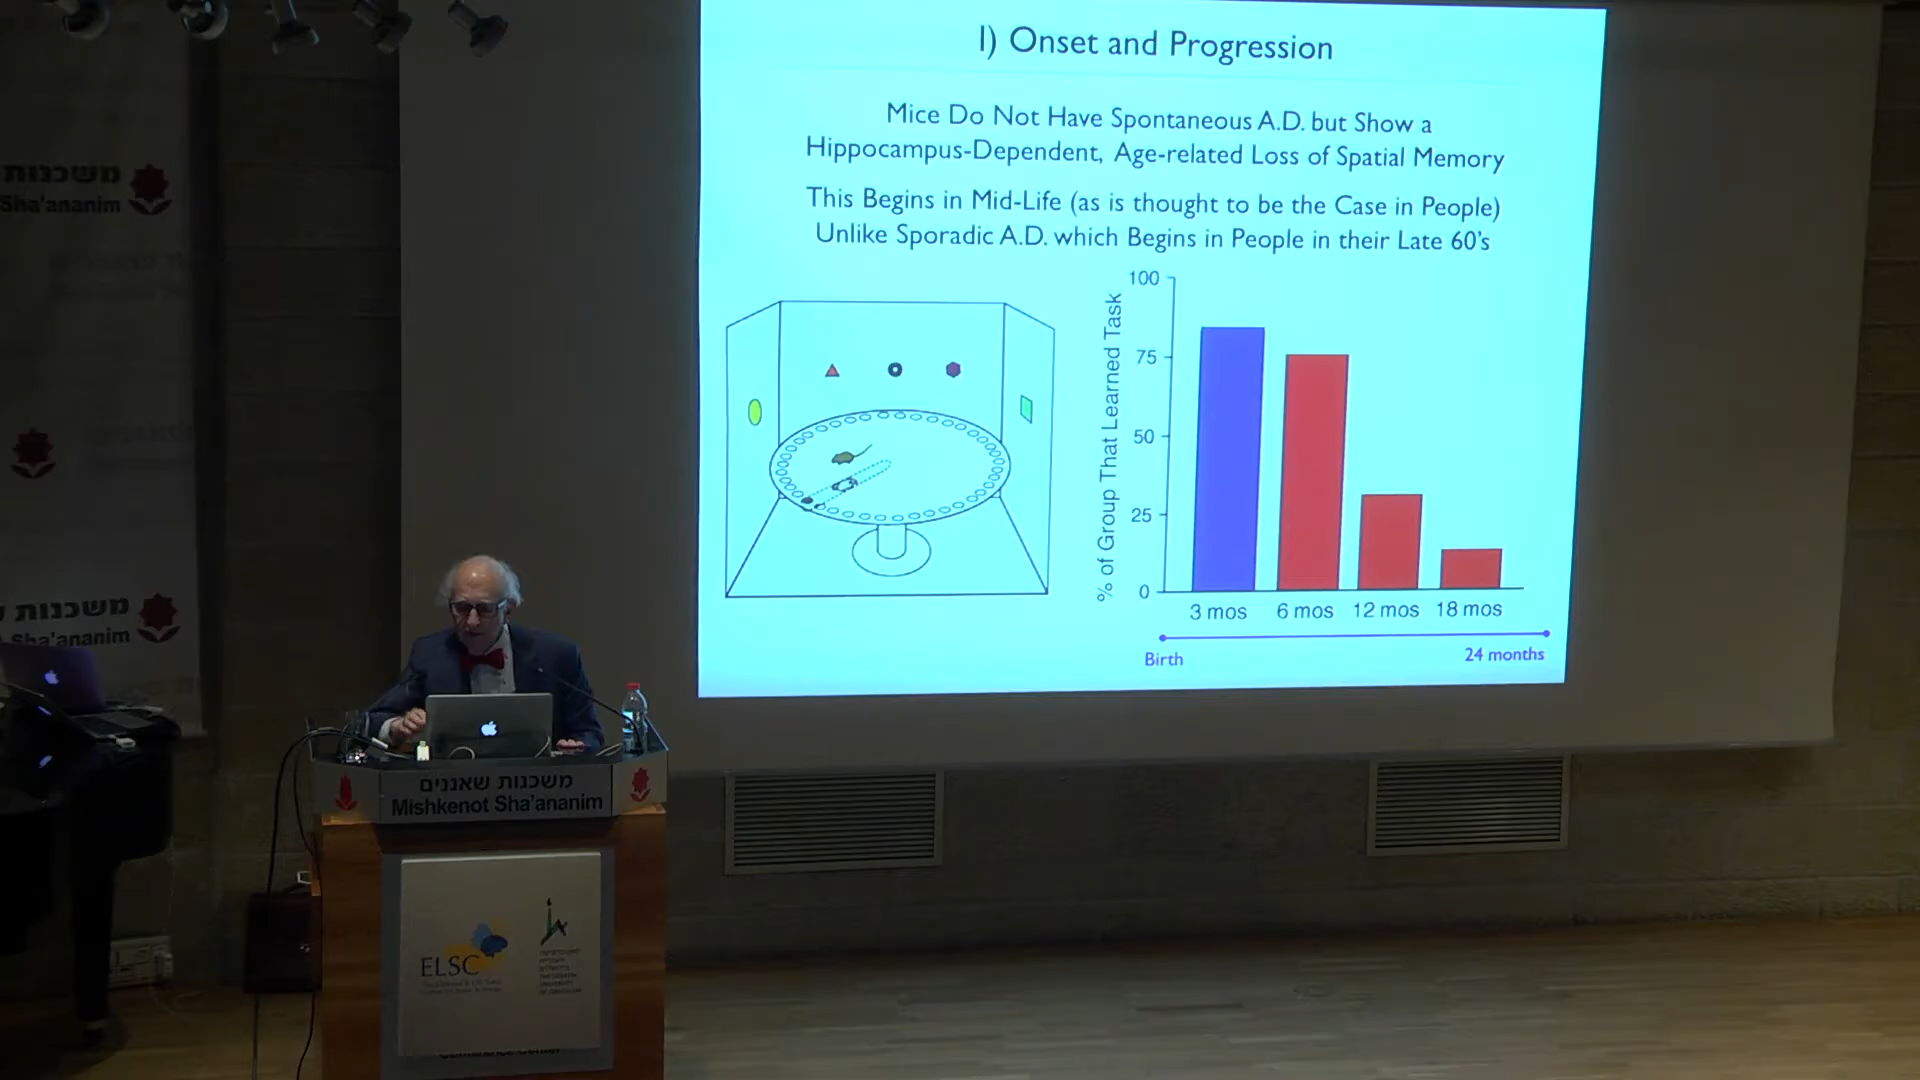 I) Onset and Progression
Mice Do Not Have Spontaneous A.D. but Show a
Hippocampus-Dependent, Age-related Loss of Spatial Memory
This Begins in Mid-Life (as is thought to be the Case in People)
Unlike Sporadic A.D. which Begins in People in their Late 60's
% of Group That Learned Task
100
75
50
25
0
3 mos 6 mos 12 mos 18 mos
Birth 24 months
משכנות
Sha'ananim
משכנות
Sha'ananim
משכנות שאננים
Mishkenot Sha'ananim
ELSC